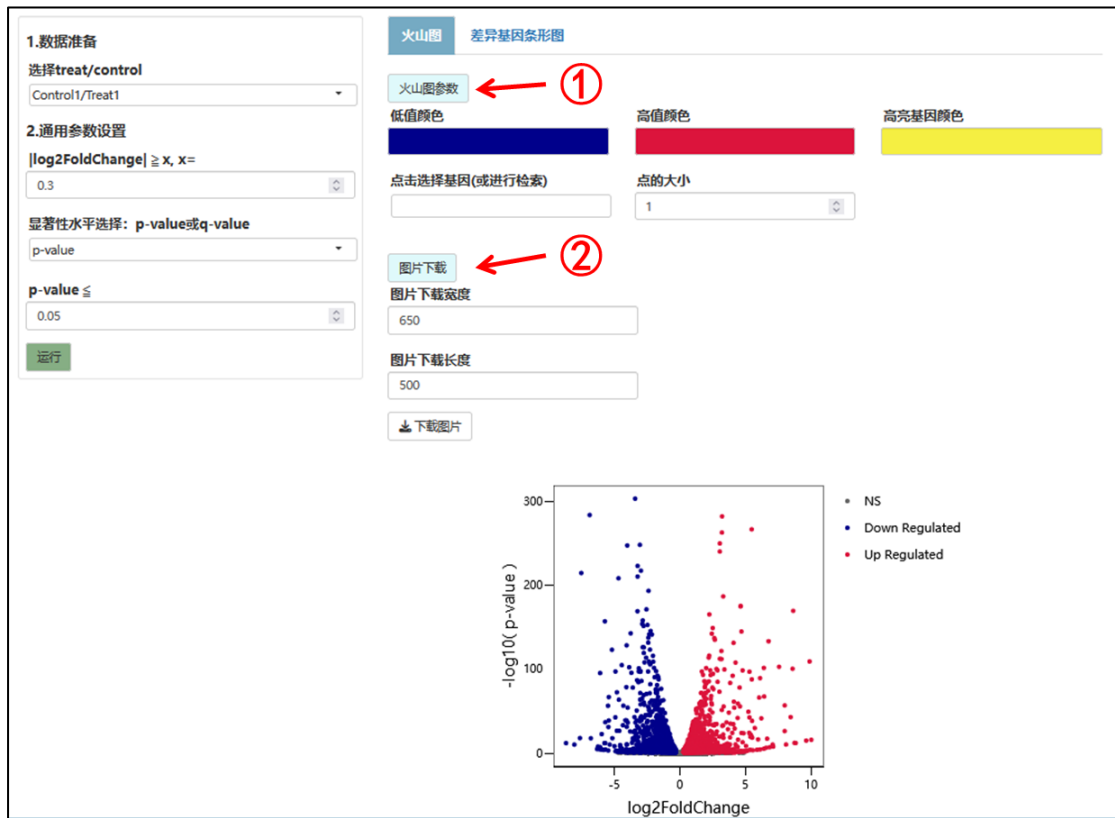 1.数据准备
选择treat/control
Control1/Treat1
2.通用参数设置
|log2FoldChange| ≧ x, x=
0.3
显著性水平选择：p-value或q-value
p-value
p-value ≦
0.05
运行
火山图 差异基因条形图
火山图参数 ①
低值颜色 高值颜色 高亮基因颜色
点击选择基因(或进行检索) 点的大小
1
图片下载 ②
图片下载宽度
650
图片下载长度
500
下载图片
300
200
100
0
-log10( p-value )
-5 0 5 10
log2FoldChange
NS
Down Regulated
Up Regulated